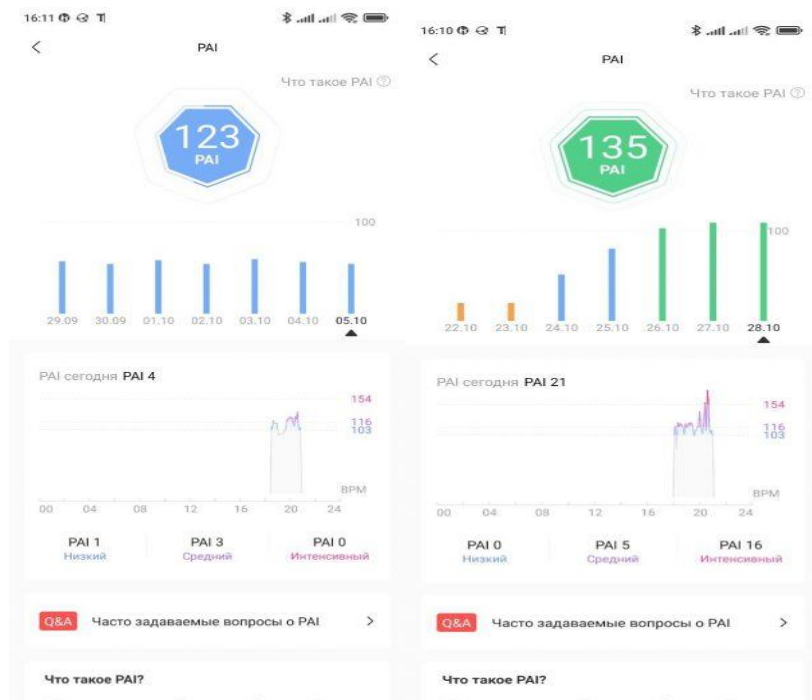 16:11
PAI
Что такое PAI
123
PAI
100
29.09 30.09 01.10 02.10 03.10 04.10 05.10
PAI сегодня PAI 4
154
116
103
BPM
00 04 08 12 16 20 24
PAI 1 PAI 3 PAI 0
Низкий Средний Интенсивный
Q&A Часто задаваемые вопросы о PAI
Что такое PAI?
16:10
PAI
Что такое PAI
135
PAI
100
22.10 23.10 24.10 25.10 26.10 27.10 28.10
PAI сегодня PAI 21
154
116
103
BPM
00 04 08 12 16 20 24
PAI 0 PAI 5 PAI 16
Низкий Средний Интенсивный
Q&A Часто задаваемые вопросы о PAI
Что такое PAI?